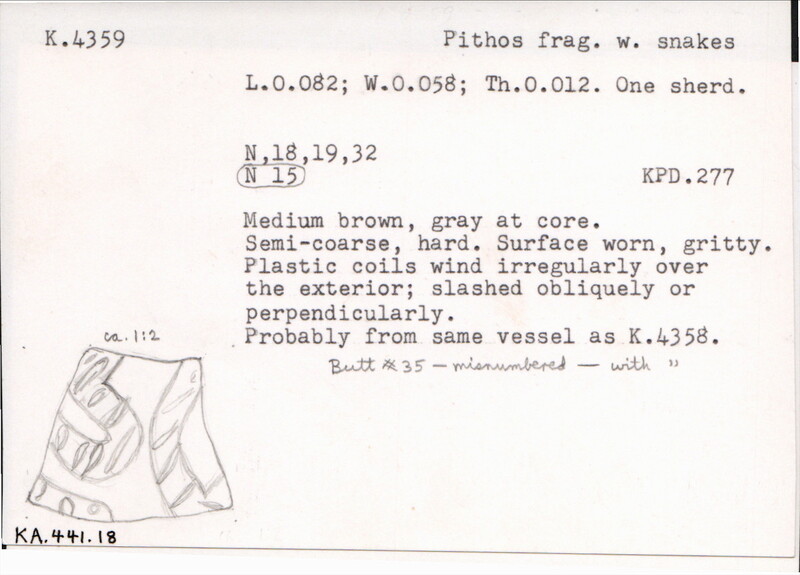 K.4359 Pithos frag. w. snakes
L.0.082; W.0.058; Th.0.012. One sherd.
N,18,19,32
N 15 KPD.277
Medium brown, gray at core.
Semi-coarse, hard. Surface worn, gritty.
Plastic coils wind irregularly over
the exterior; slashed obliquely or
perpendicularly.
ca. 1:2
Probably from same vessel as K.4358.
Butt # 35 — misnumbered — with "
KA.441.18